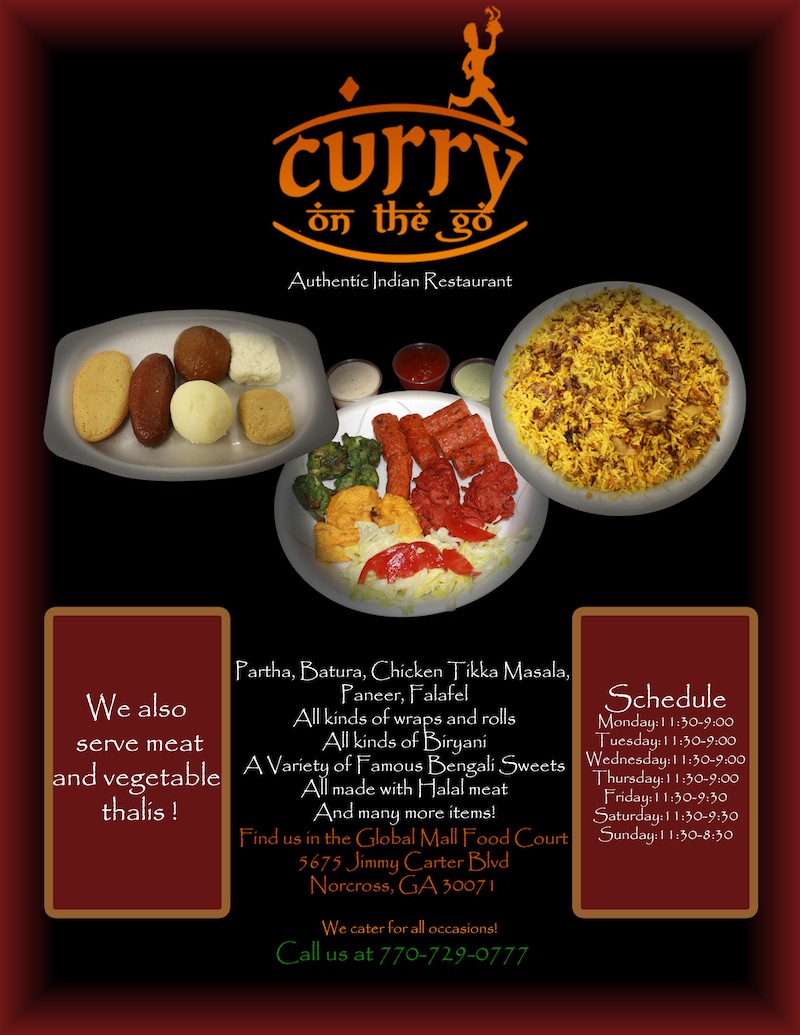 curry
on the go
Authentic Indian Restaurant
We also
serve meat
and vegetable
thalis !
Partha, Batura, Chicken Tikka Masala,
Paneer, Falafel
All kinds of wraps and rolls
All kinds of Biryani
A Variety of Famous Bengali Sweets
All made with Halal meat
And many more items!
Find us in the Global Mall Food Court
5675 Jimmy Carter Blvd
Norcross, GA 30071
We cater for all occasions!
Call us at 770-729-0777
Schedule
Monday:11:30-9:00
Tuesday:11:30-9:00
Wednesday:11:30-9:00
Thursday:11:30-9:00
Friday:11:30-9:30
Saturday:11:30-9:30
Sunday:11:30-8:30